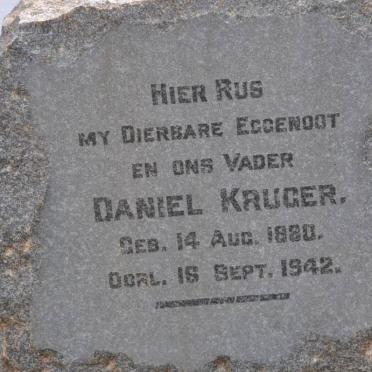 HIER RUS
MY DIERBARE EGGENOOT
EN ONS VADER
DANIEL KRUGER.
GEB. 14 AUG. 1880.
OORL. 16 SEPT. 1942.